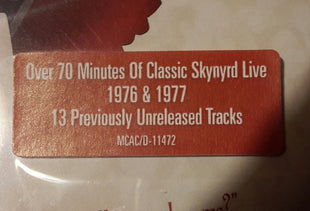 Over 70 Minutes Of Classic Skynyrd Live
1976 & 1977
13 Previously Unreleased Tracks
MCAC/D-11472